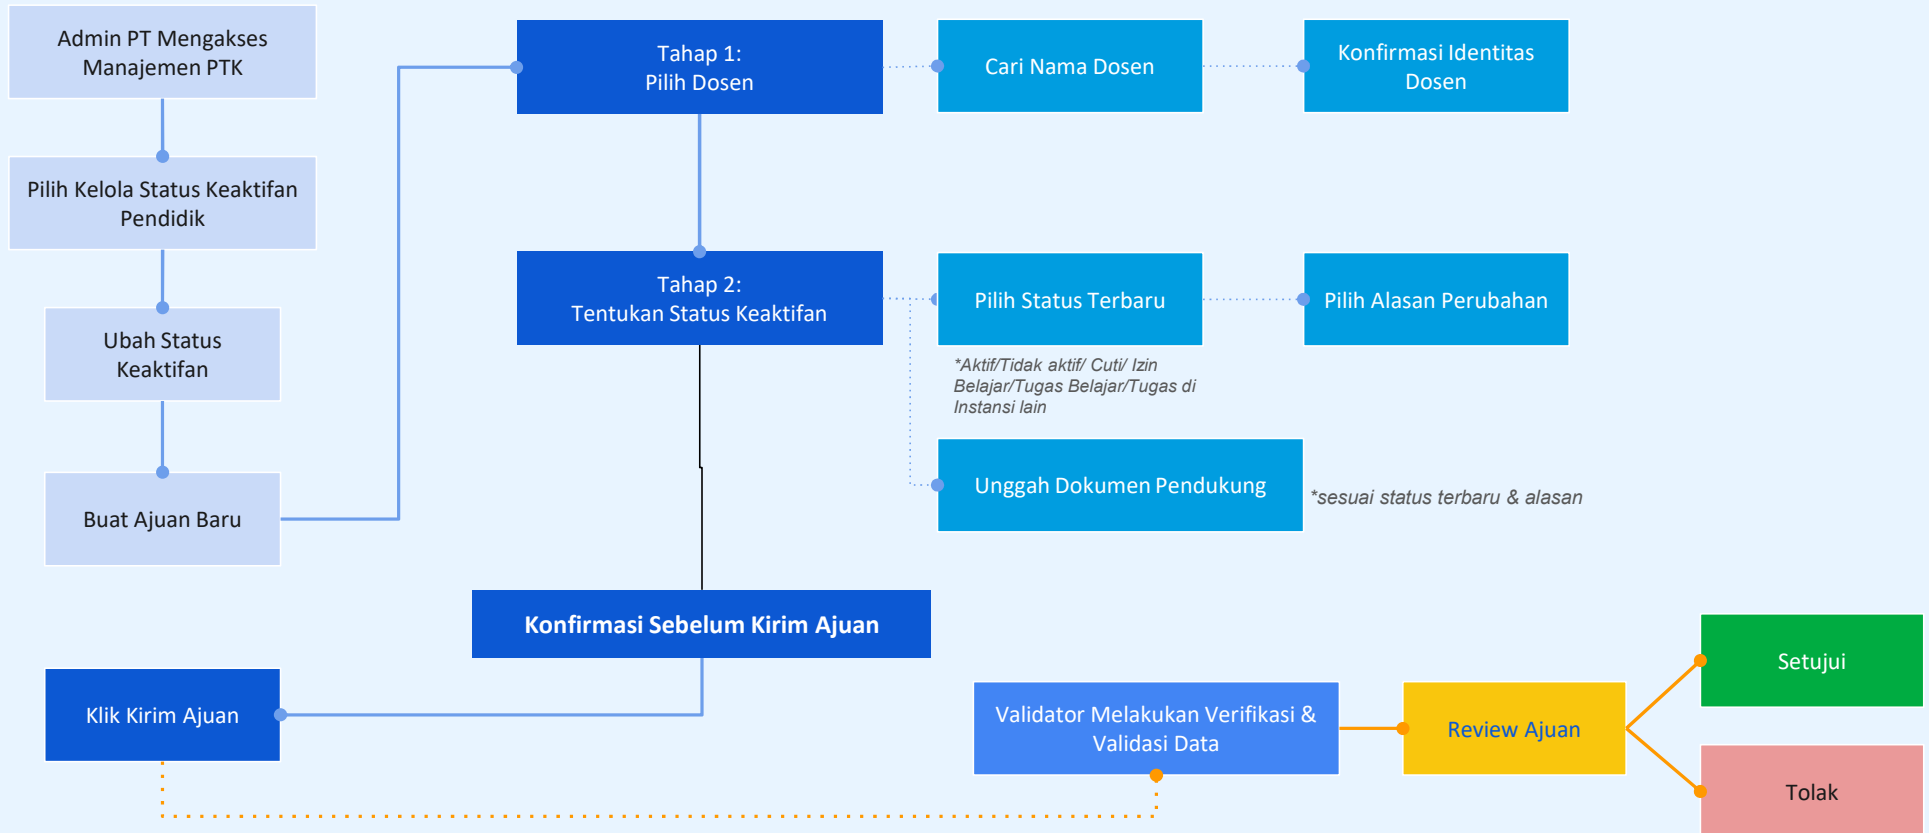 Admin PT Mengakses
Manajemen PTK
Pilih Kelola Status Keaktifan
Pendidik
Ubah Status
Keaktifan
Buat Ajuan Baru
Tahap 1:
Pilih Dosen
Cari Nama Dosen
Konfirmasi Identitas
Dosen
Tahap 2:
Tentukan Status Keaktifan
Pilih Status Terbaru
Pilih Alasan Perubahan
*Aktif/Tidak aktif/ Cuti/ Izin
Belajar/Tugas Belajar/Tugas di
Instansi lain
Unggah Dokumen Pendukung
*sesuai status terbaru & alasan
Konfirmasi Sebelum Kirim Ajuan
Klik Kirim Ajuan
Validator Melakukan Verifikasi &
Validasi Data
Review Ajuan
Setujui
Tolak